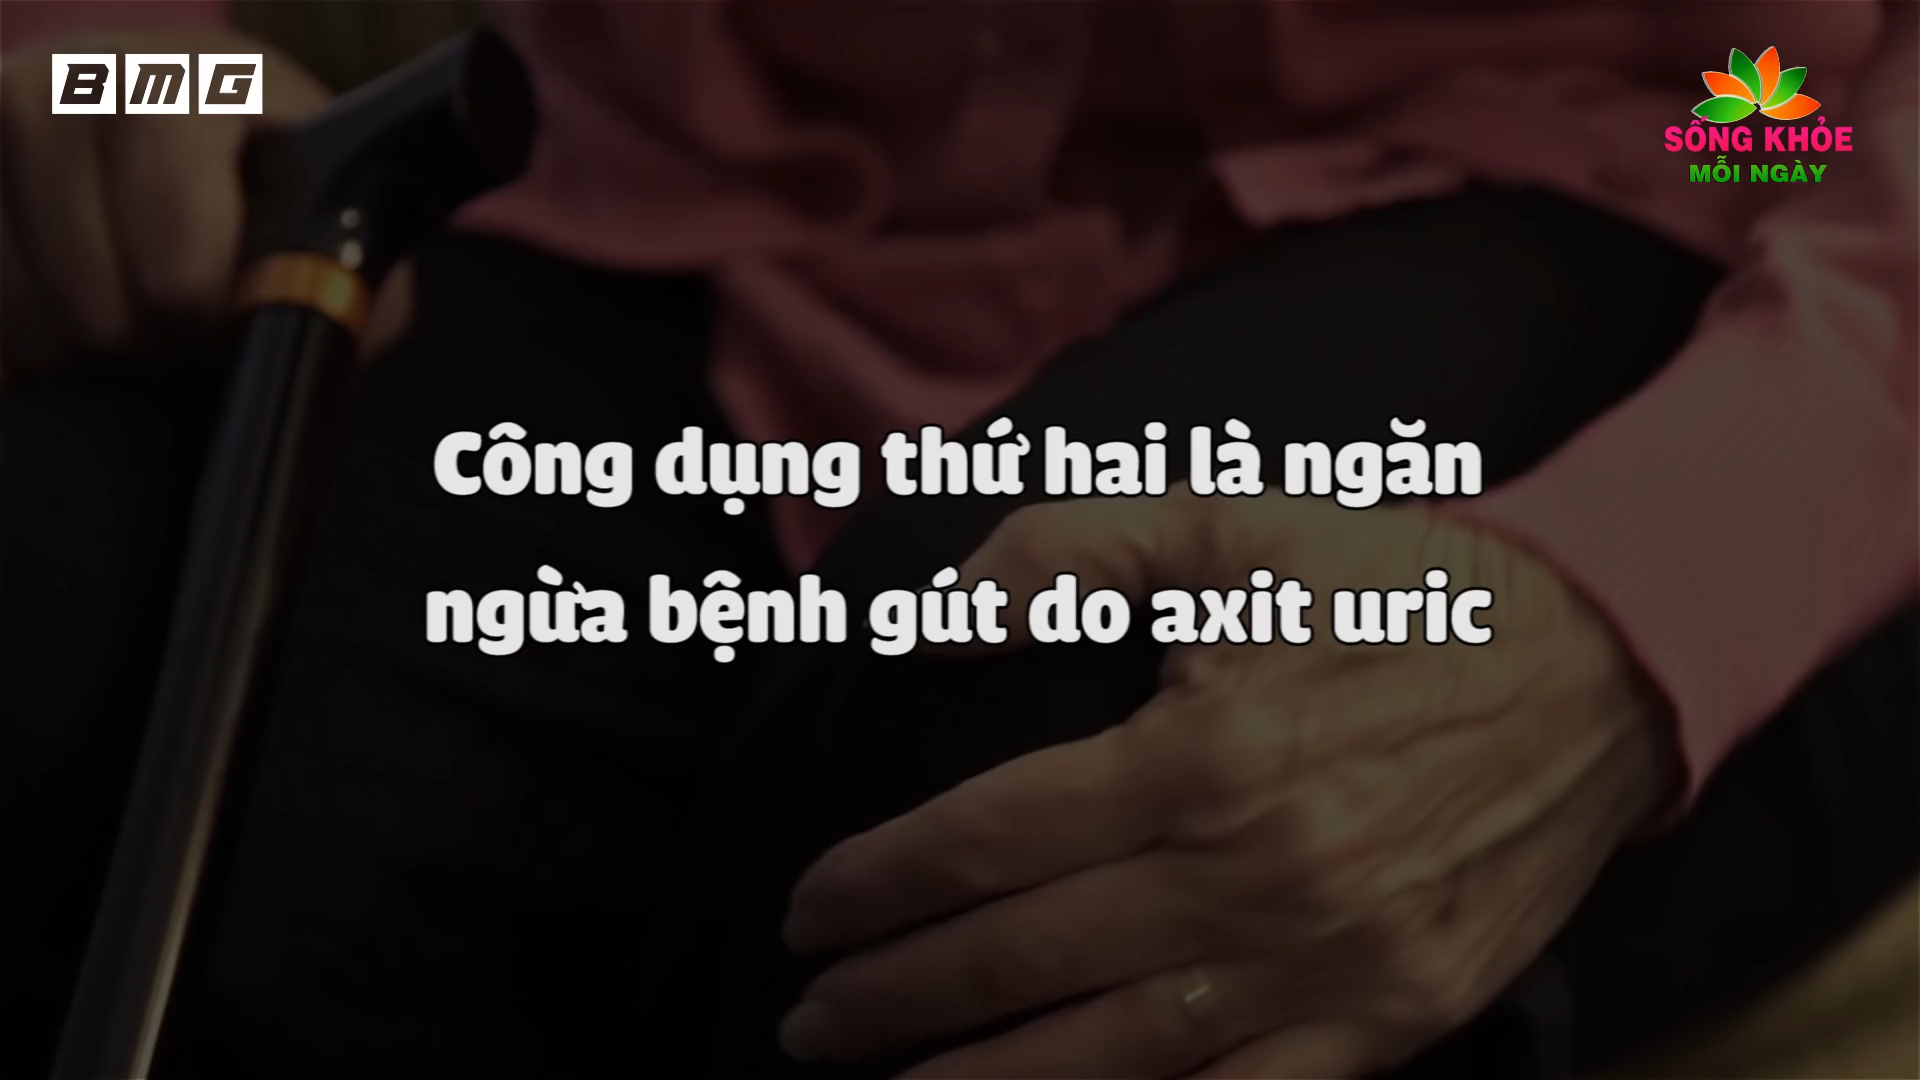 BMG
SỐNG KHỎE
MỖI NGÀY
Công dụng thứ hai là ngăn
ngừa bệnh gút do axit uric